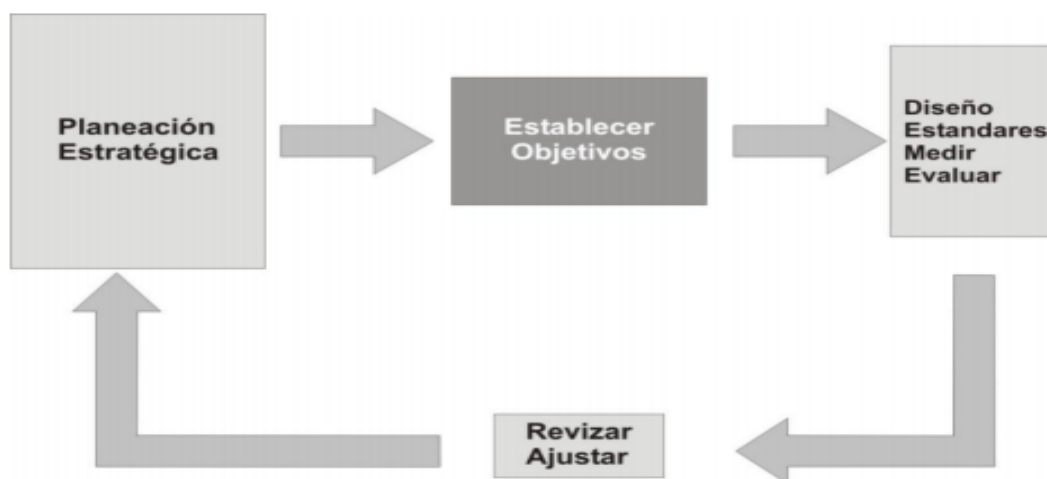 Planeación
Estratégica
Establecer
Objetivos
Diseño
Estandares
Medir
Evaluar
Revizar
Ajustar